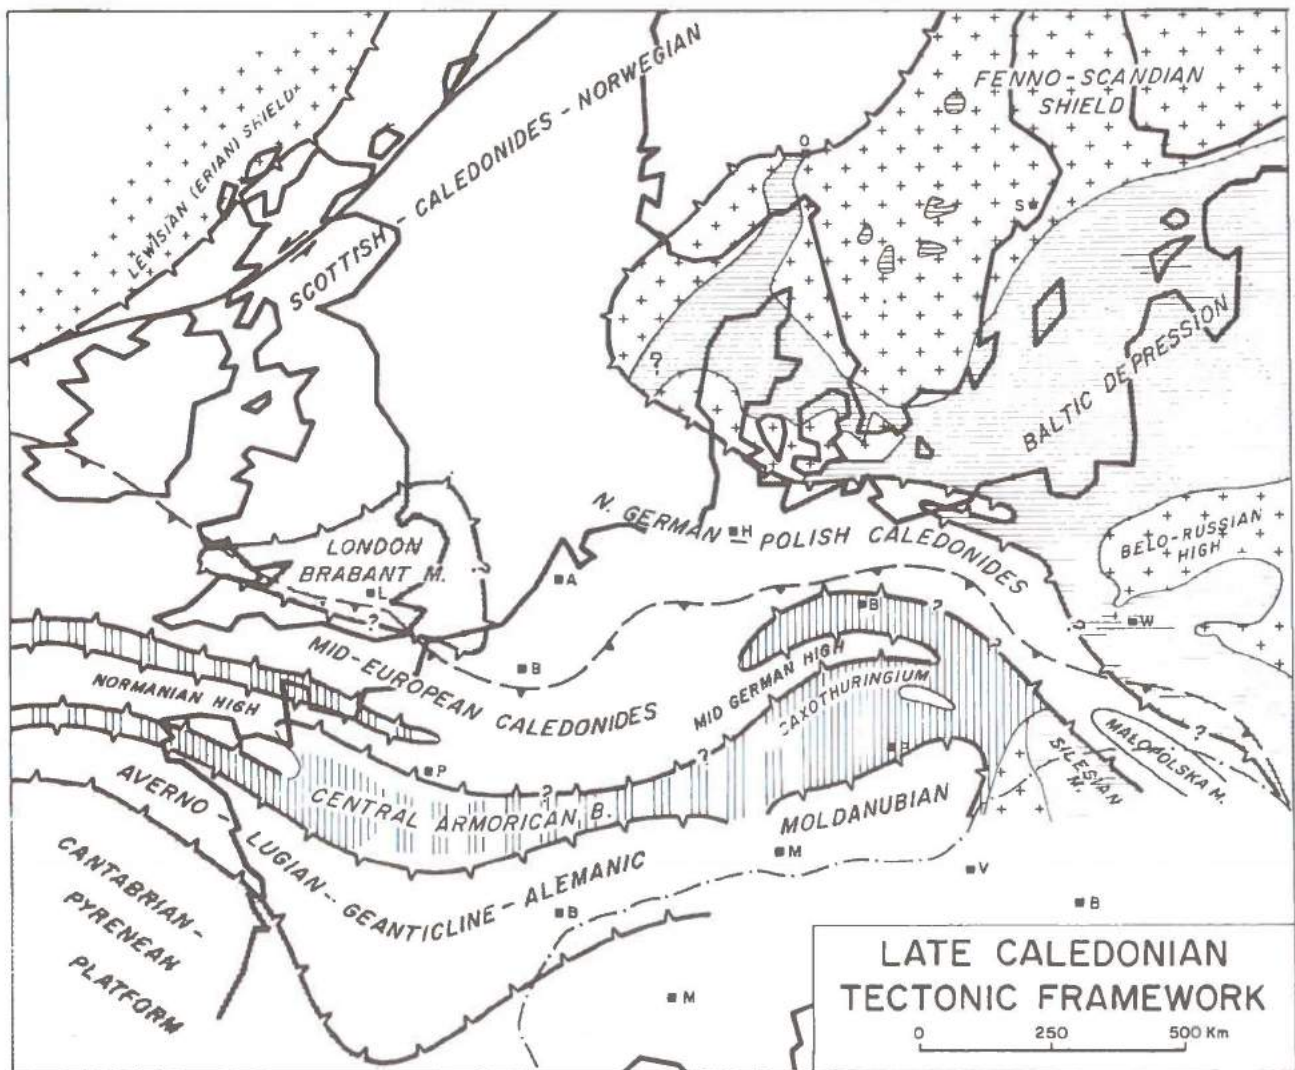 FENNO-SCANDIAN
SHIELD
LEWISIAN (ERIAN) SHIELD
SCOTTISH - CALEDONIDES - NORWEGIAN
O
S
?
BALTIC DEPRESSION
N. GERMAN - POLISH CALEDONIDES
H
BELO-RUSSIAN
HIGH
LONDON
BRABANT M.
L
A
?
?
B
W
?
?
?
B
MID-EUROPEAN CALEDONIDES
MID GERMAN HIGH
SAXOTHURINGIUM
NORMANIAN HIGH
P
?
?
CENTRAL ARMORICAN B.
P
SILESIAN
M.
MALOPOLSKA M.
?
MOLDANUBIAN
M
V
B
B
M
AVERNO - LUGIAN - GEANTICLINE - ALEMANIC
CANTABRIAN-
PYRENEAN
PLATFORM
LATE CALEDONIAN
TECTONIC FRAMEWORK
0 250 500 Km